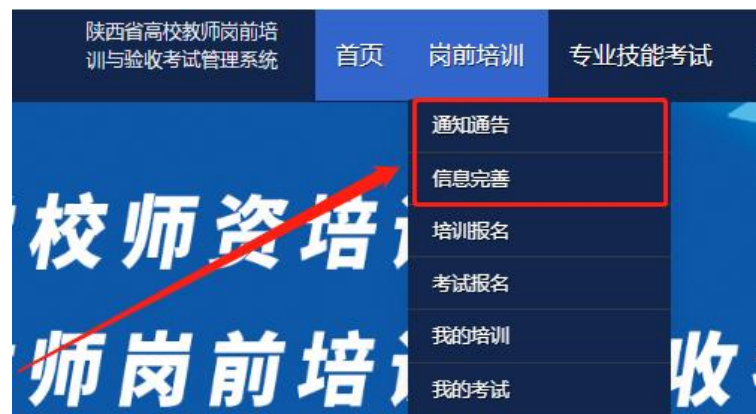 陕西省高校教师岗前培
训与验收考试管理系统
首页
岗前培训
专业技能考试
通知通告
信息完善
校师资培
培训报名
考试报名
师岗前培
收
我的培训
我的考试